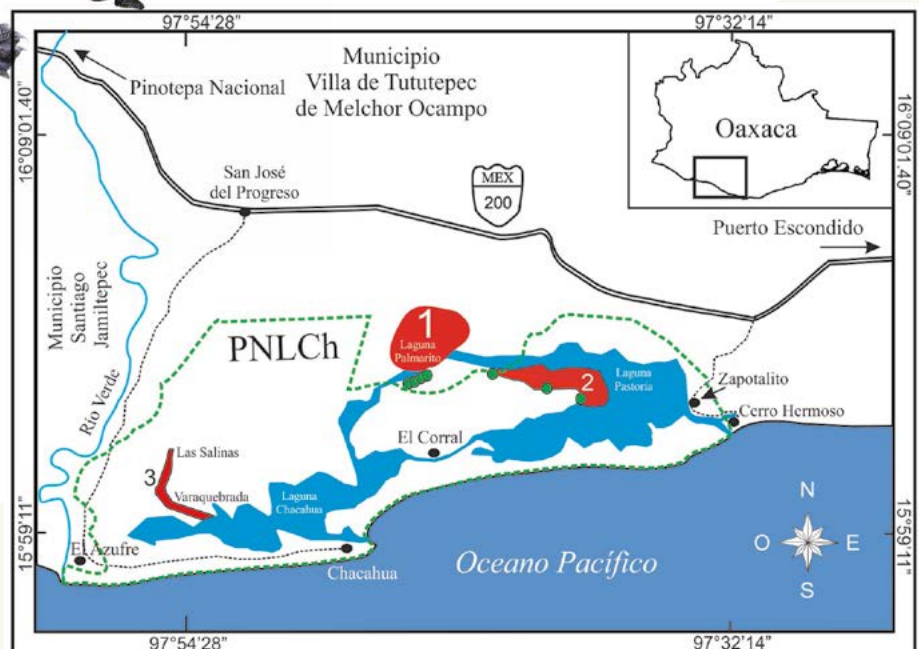 97°54'28"
97°32'14"
16°09'01.40"
16°09'01.40"
Pinotepa Nacional
Municipio
Villa de Tututepec
de Melchor Ocampo
Oaxaca
San José
del Progreso
MEX
200
Puerto Escondido
Municipio
Santiago
Jamiltepec
Río Verde
PNLCh
1
Laguna
Palmarito
2
Laguna
Pastoria
Zapotalito
Cerro Hermoso
El Corral
Las Salinas
3
Varaquebrada
Laguna
Chacahua
El Azufre
Chacahua
Oceano Pacífico
N
O
E
S
15°59'11"
15°59'11"
97°54'28"
97°32'14"